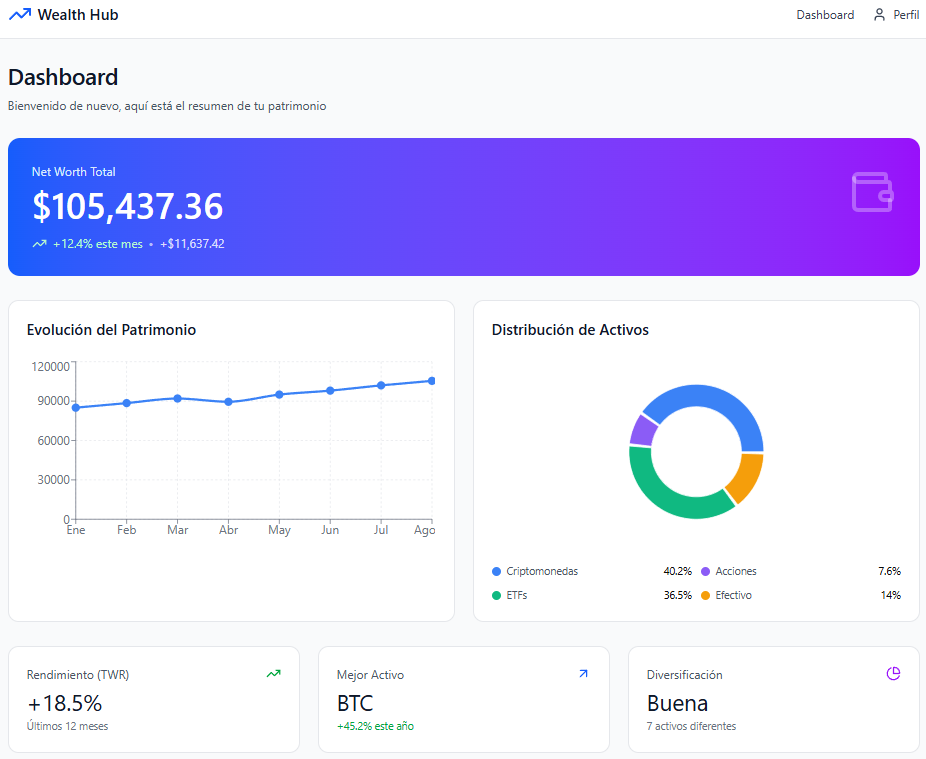 Wealth Hub
Dashboard
Perfil
Dashboard
Bienvenido de nuevo, aquí está el resumen de tu patrimonio
Net Worth Total
$105,437.36
+12.4% este mes • +$11,637.42
Evolución del Patrimonio
120000
90000
60000
30000
0
Ene Feb Mar Abr May Jun Jul Ago
Distribución de Activos
Criptomonedas 40.2% Acciones 7.6%
ETFs 36.5% Efectivo 14%
Rendimiento (TWR)
+18.5%
Últimos 12 meses
Mejor Activo
BTC
+45.2% este año
Diversificación
Buena
7 activos diferentes